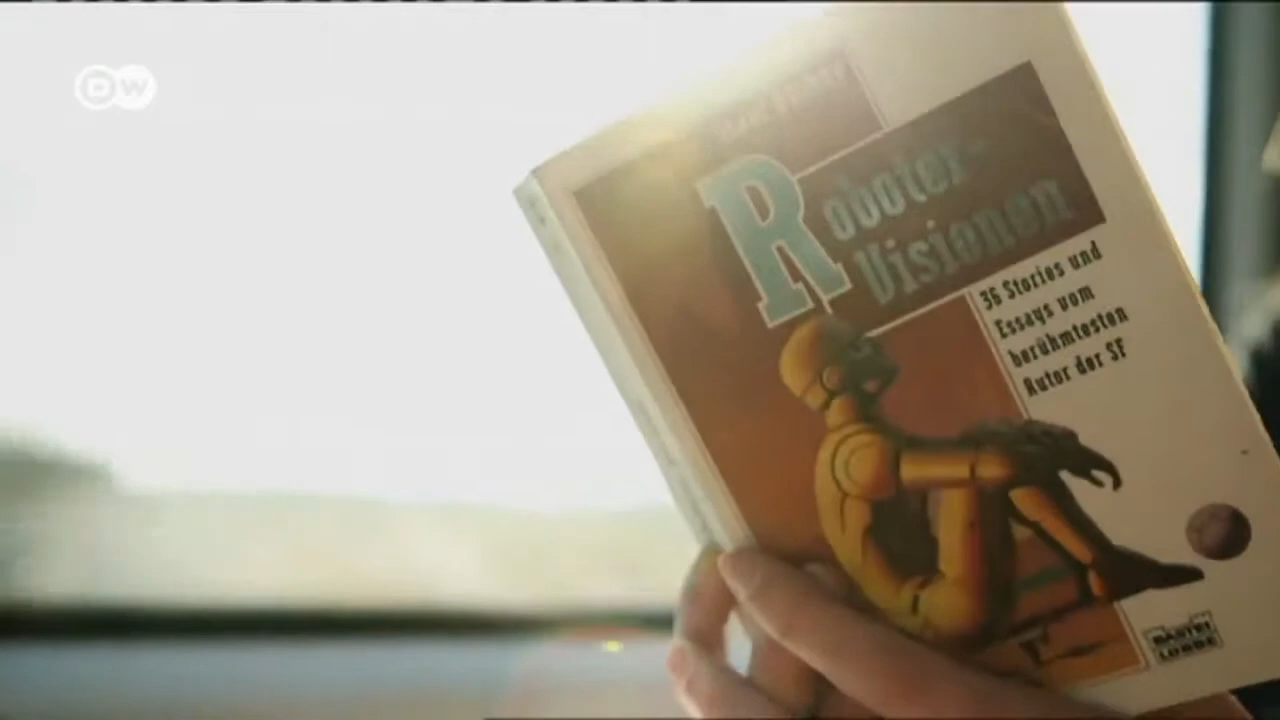 DW
Roboter-
Visionen
36 Stories und
Essays vom
berühmtesten
Autor der SF
BASTEI
LÜBBE